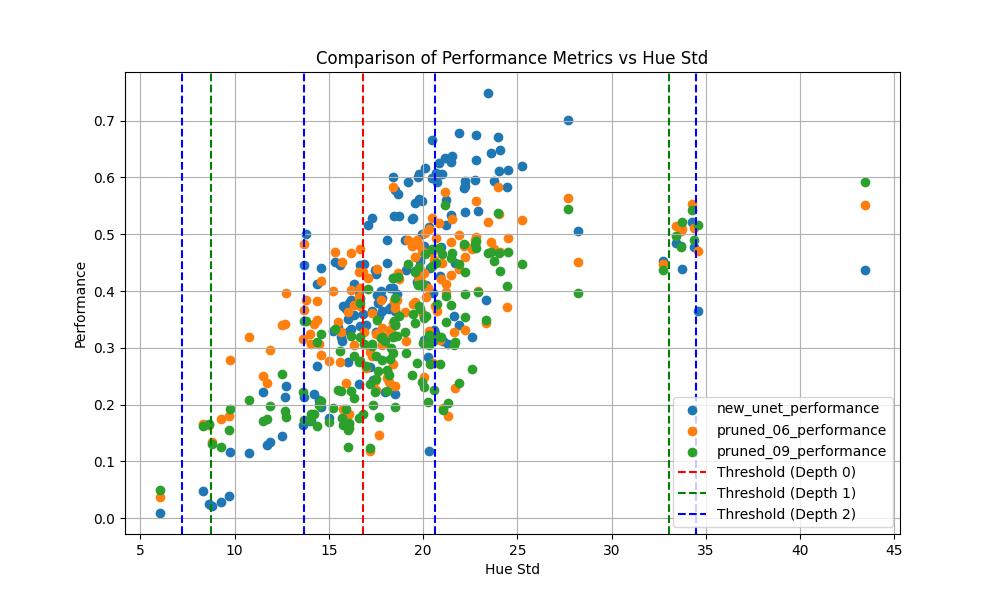 Comparison of Performance Metrics vs Hue Std
Performance
0.7
0.6
0.5
0.4
0.3
0.2
0.1
0.0
new_unet_performance
pruned_06_performance
pruned_09_performance
Threshold (Depth 0)
Threshold (Depth 1)
Threshold (Depth 2)
5 10 15 20 25 30 35 40 45
Hue Std